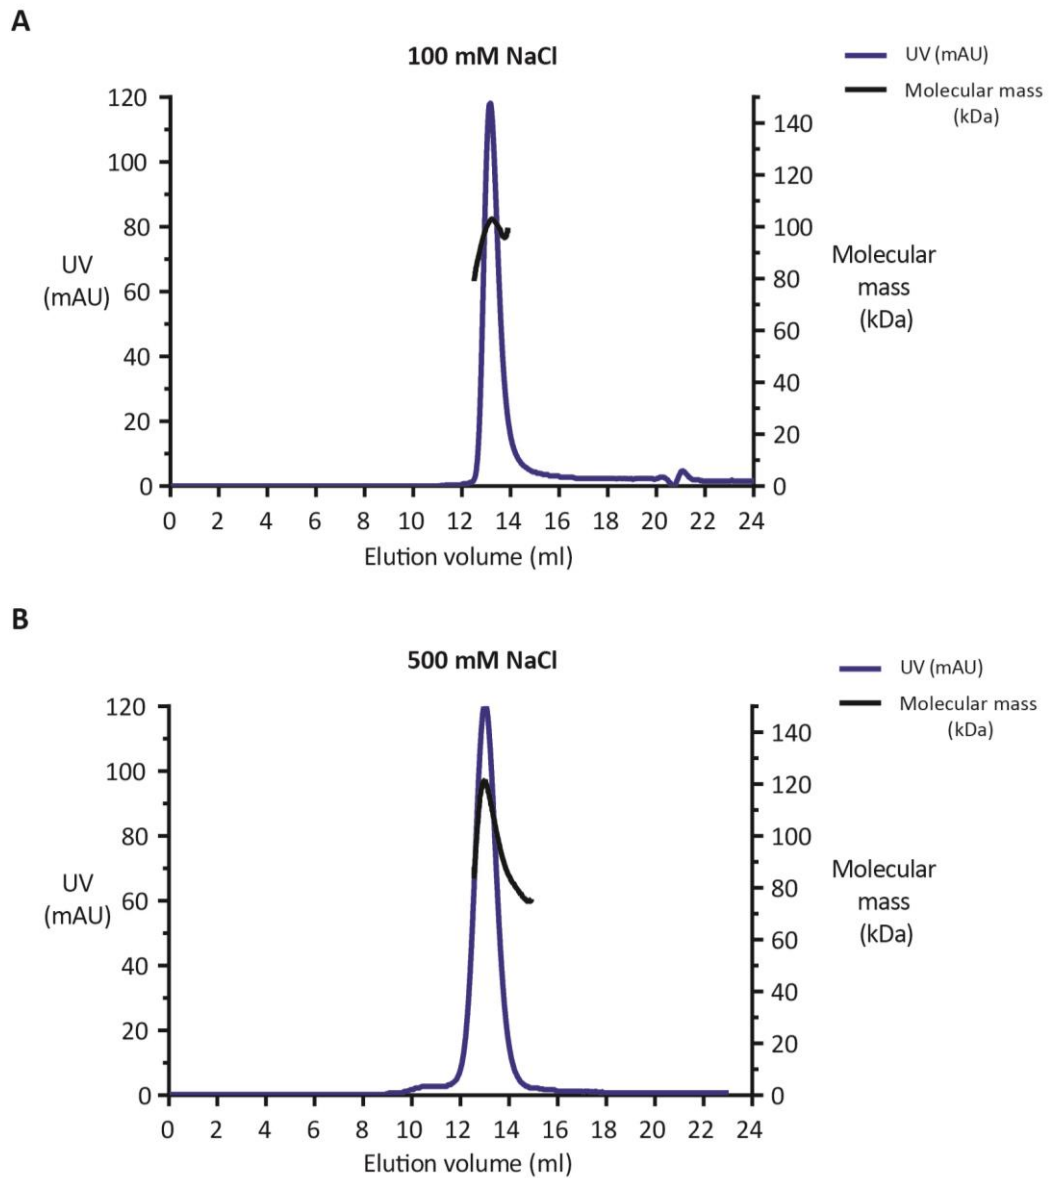 A
100 mM NaCl
UV (mAU)
Molecular mass
(kDa)
120
100
80
60
40
20
0
UV
(mAU)
140
120
100
80
60
40
20
0
Molecular
mass
(kDa)
0 2 4 6 8 10 12 14 16 18 20 22 24
Elution volume (ml)
B
500 mM NaCl
UV (mAU)
Molecular mass
(kDa)
120
100
80
60
40
20
0
UV
(mAU)
140
120
100
80
60
40
20
0
Molecular
mass
(kDa)
0 2 4 6 8 10 12 14 16 18 20 22 24
Elution volume (ml)